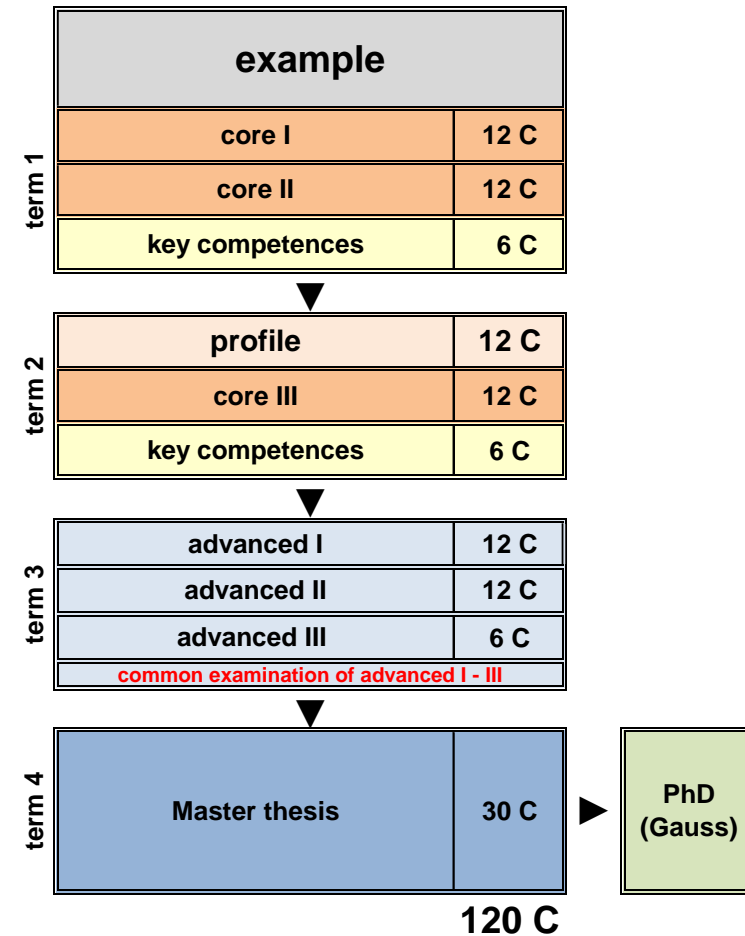 example
term 1
core I 12 C
core II 12 C
key competences 6 C
term 2
profile 12 C
core III 12 C
key competences 6 C
term 3
advanced I 12 C
advanced II 12 C
advanced III 6 C
common examination of advanced I - III
term 4
Master thesis 30 C
PhD
(Gauss)
120 C